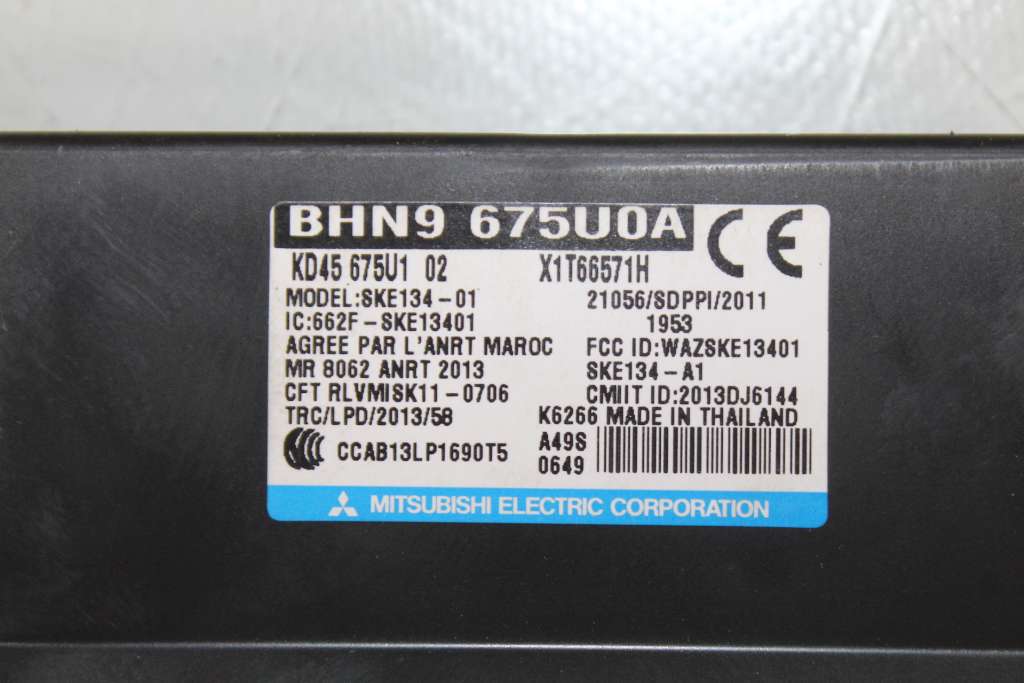 BHN9 675U0A
CE
KD45 675U1 02 X1T66571H
MODEL:SKE134-01 21056/SDPPI/2011
IC:662F-SKE13401 1953
AGREE PAR L'ANRT MAROC FCC ID:WAZSKE13401
MR 8062 ANRT 2013 SKE134-A1
CFT RLVMISK11-0706 CMIIT ID:2013DJ6144
TRC/LPD/2013/58 K6266 MADE IN THAILAND
CCC CCAB13LP1690T5 A49S
0649
MITSUBISHI ELECTRIC CORPORATION